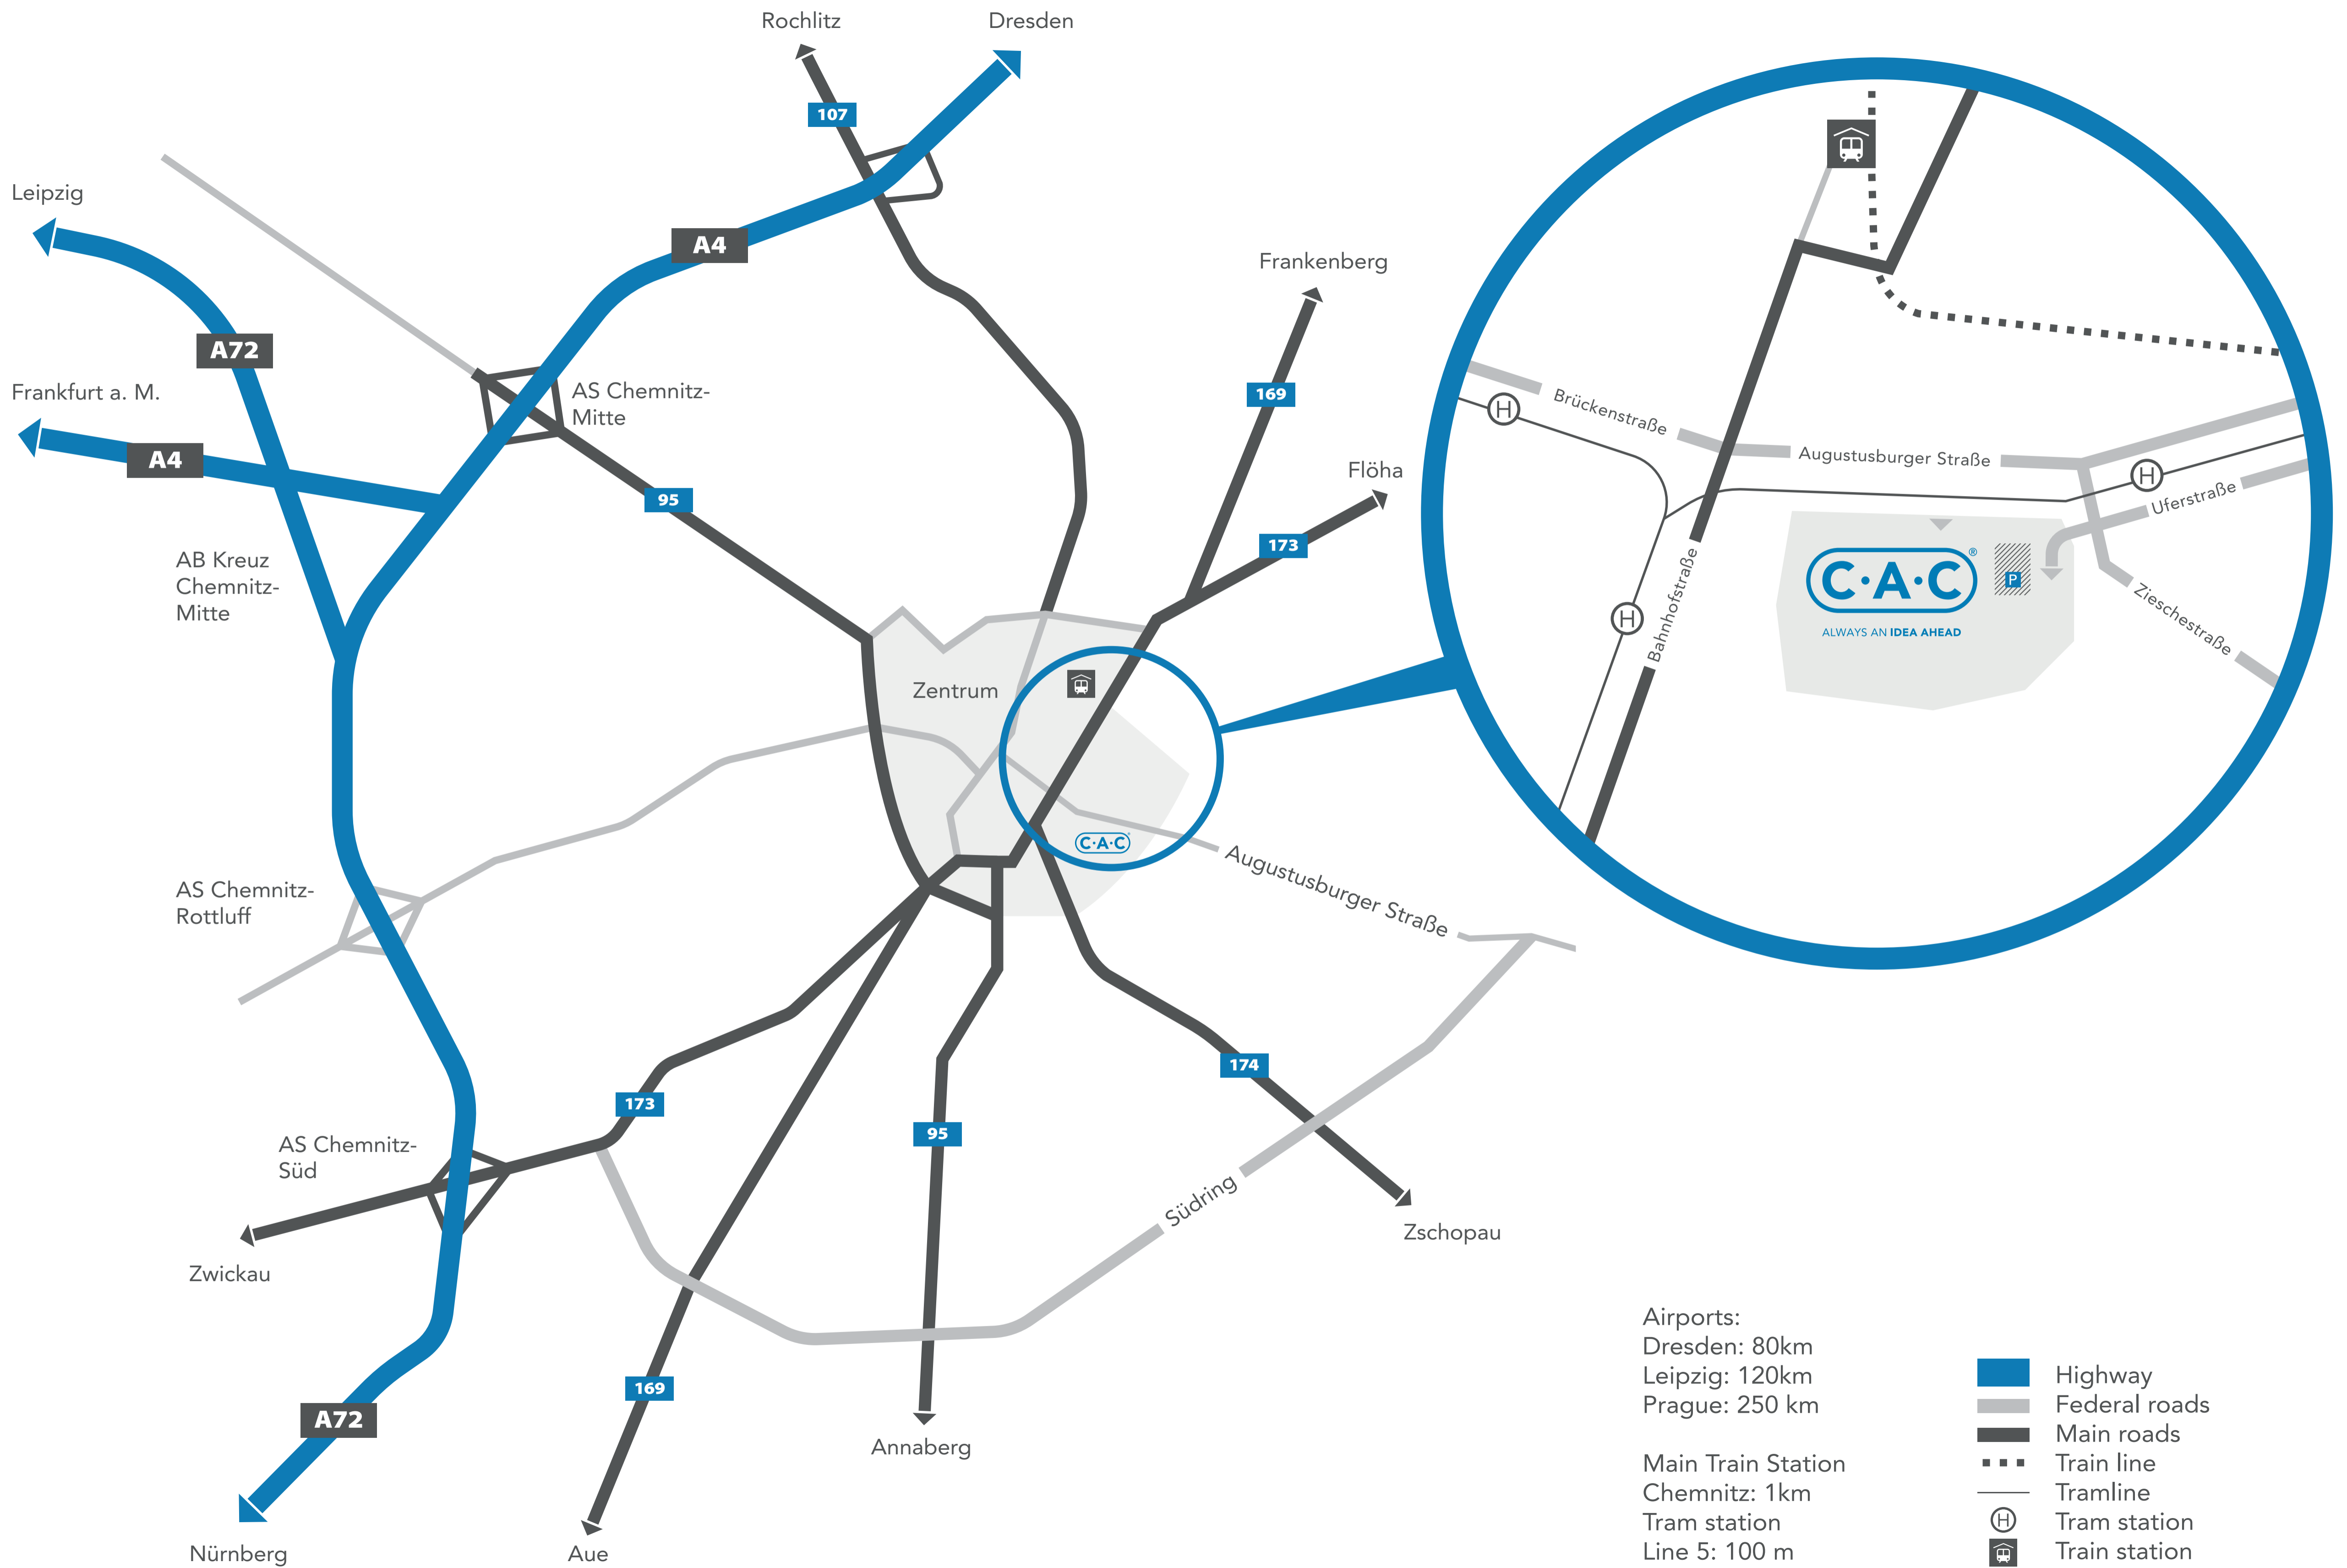 Rochlitz
Dresden
107
Leipzig
A4
Frankenberg
A72
Frankfurt a. M.
AS Chemnitz-
Mitte
169
A4
95
Flöha
173
AB Kreuz
Chemnitz-
Mitte
Zentrum
C·A·C
Augustusburger Straße
AS Chemnitz-
Rottluff
174
173
95
AS Chemnitz-
Süd
Südring
Zwickau
Zschopau
169
A72
Annaberg
Nürnberg
Aue
Brückenstraße
Augustusburger Straße
H
H
Uferstraße
C·A·C®
ALWAYS AN IDEA AHEAD
P
H
Bahnhofstraße
Zieschestraße
Airports:
Dresden: 80km
Leipzig: 120km
Prague: 250 km
Main Train Station
Chemnitz: 1km
Tram station
Line 5: 100 m
Highway
Federal roads
Main roads
Train line
Tramline
H
Tram station
Train station